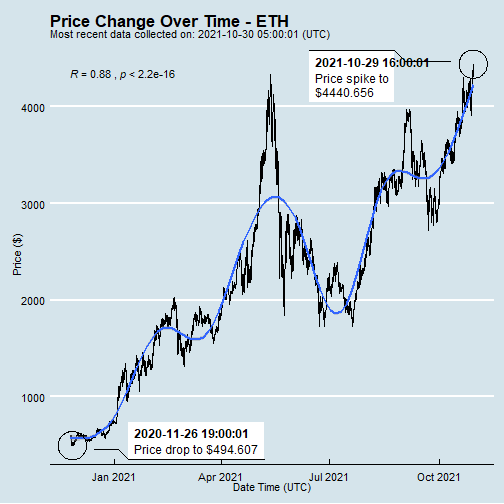 Price Change Over Time - ETH
Most recent data collected on: 2021-10-30 05:00:01 (UTC)
R = 0.88 , p < 2.2e-16
2021-10-29 16:00:01
Price spike to
$4440.656
4000
3000
2000
1000
Price ($)
2020-11-26 19:00:01
Price drop to $494.607
Jan 2021
Apr 2021
Jul 2021
Oct 2021
Date Time (UTC)